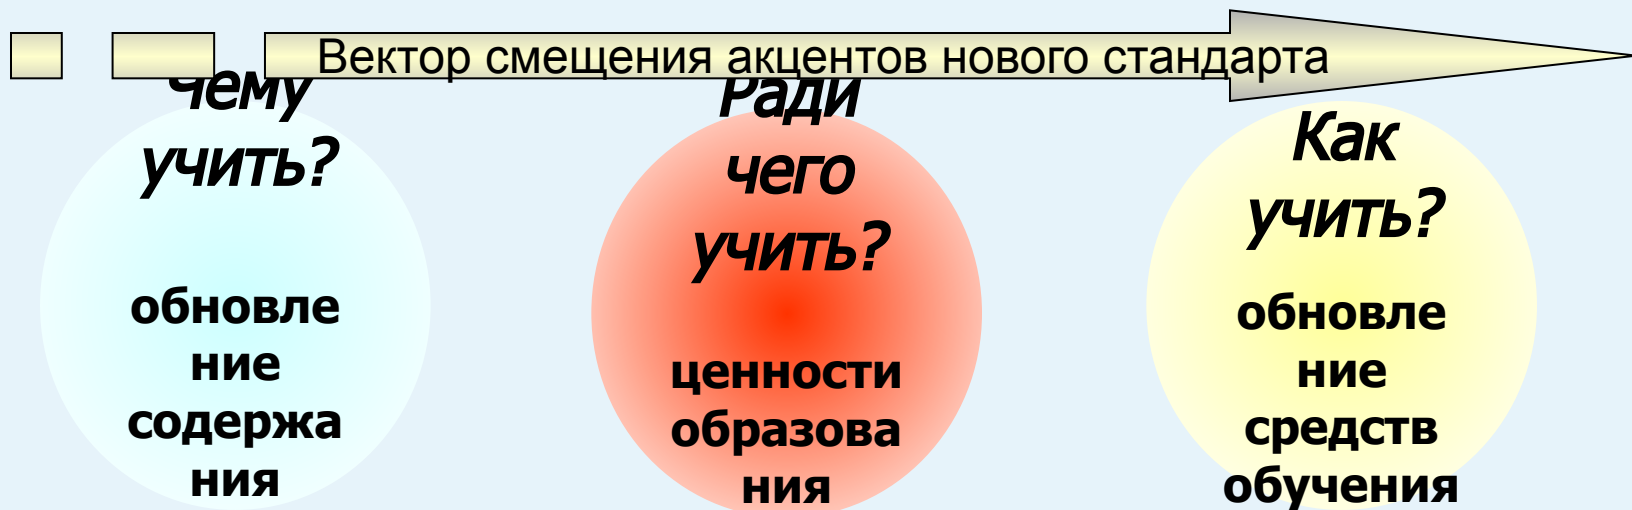 Вектор смещения акцентов нового стандарта
Чему
учить?
обновле
ние
содержа
ния
Ради
чего
учить?
ценности
образова
ния
Как
учить?
обновле
ние
средств
обучения